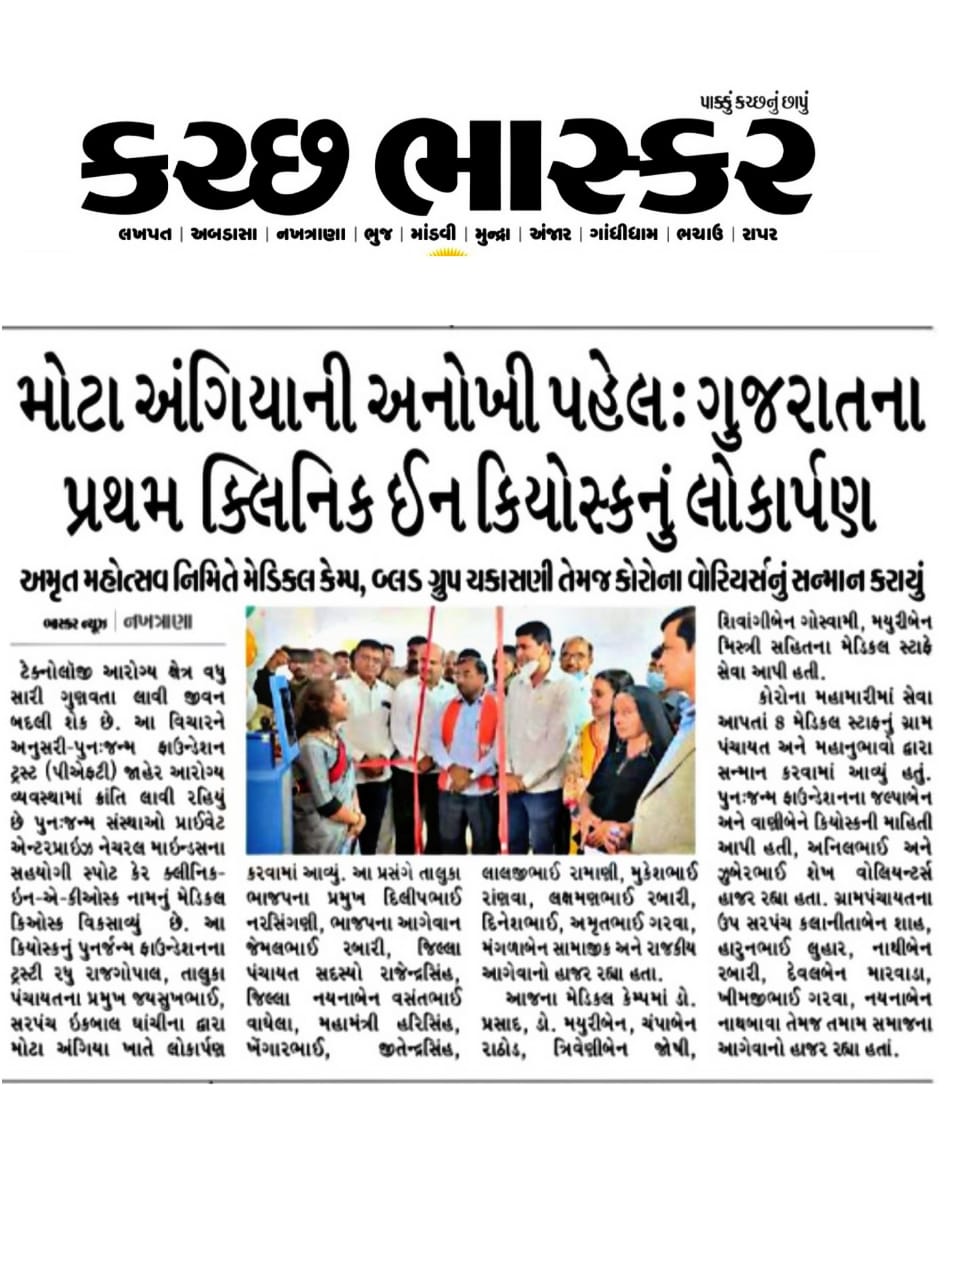 પાક્કું કચ્છનું છાપું
કચ્છ ભાસ્કર
લખપત | અબડાસા | નખત્રાણા | ભુજ | માંડવી | મુન્દ્રા | અંજાર | ગાંધીધામ | ભચાઉ | રાપર
મોટા અંગિયાની અનોખી પહેલ: ગુજરાતના
પ્રથમ ક્લિનિક ઈન કિયોસ્કનું લોકાર્પણ
અમૃત મહોત્સવ નિમિતે મેડિકલ કેમ્પ, બ્લડ ગ્રુપ ચકાસણી તેમજ કોરોના વોરિયર્સનું સન્માન કરાયું
ભાસ્કર ન્યૂઝ | નખત્રાણા
ટેકનોલોજી આરોગ્ય ક્ષેત્ર વધુ
સારી ગુણવતા લાવી જીવન
બદલી શેક છે. આ વિચારને
અનુસરી-પુન:જન્મ ફાઉન્ડેશન
ટ્રસ્ટ (પીએફટી) જાહેર આરોગ્ય
વ્યવસ્થામાં ક્રાંતિ લાવી રહિયું
છે પુન:જન્મ સંસ્થાઓ પ્રાઈવેટ
એન્ટરપ્રાઇઝ નેચરલ માઇન્ડસના
સહયોગી સ્પોટ કેર ક્લીનિક-
ઇન-એ-કીઓસ્ક નામનું મેડિકલ
કિઓસ્ક વિકસાવ્યું છે. આ
કિયોસ્કનું પુનર્જન્મ ફાઉન્ડેશનના
ટ્રસ્ટી રઘુ રાજગોપાલ, તાલુકા
પંચાયતના પ્રમુખ જયસુખભાઈ,
સરપંચ ઇકબાલ ઘાંચીના દ્વારા
મોટા અંગિયા ખાતે લોકાર્પણ
કરવામાં આવ્યું. આ પ્રસંગે તાલુકા
ભાજપના પ્રમુખ દિલીપભાઈ
નરસિંગણી, ભાજપના આગેવાન
જેમલભાઈ રબારી, જિલ્લા
પંચાયત સદસ્યો રાજેન્દ્રસિંહ,
જિલ્લા નયનાબેન વસંતભાઈ
વાઘેલા, મહામંત્રી હરિસિંહ,
ખેંગારભાઈ, જીતેન્દ્રસિંહ,
લાલજીભાઈ રામાણી, મુકેશભાઈ
રાંણવા, લક્ષમણભાઈ રબારી,
દિનેશભાઈ, અમૃતભાઈ ગરવા,
મંગળાબેન સામાજીક અને રાજકીય
આગેવાનો હાજર રહ્યા હતા.
આજના મેડિકલ કેમ્પમાં ડો.
પ્રસાદ, ડો. મયુરીબેન, ચંપાબેન
રાઠોડ, ત્રિવેણીબેન જોષી,
શિવાંગીબેન ગોસ્વામી, મયુરીબેન
મિસ્ત્રી સહિતના મેડિકલ સ્ટાફે
સેવા આપી હતી.
કોરોના મહામારીમાં સેવા
આપતાં 8 મેડિકલ સ્ટાફનું ગ્રામ
પંચાયત અને મહાનુભાવો દ્વારા
સન્માન કરવામાં આવ્યું હતું.
પુન:જન્મ ફાઉન્ડેશનના જલ્પાબેન
અને વાણીબેને કિયોસ્કની માહિતી
આપી હતી, અનિલભાઈ અને
ઝુબેરભાઈ શેખ વોલિયન્ટર્સ
હાજર રહ્યા હતા. ગ્રામપંચાયતના
ઉપ સરપંચ કલાનીતાબેન શાહ,
હારુનભાઈ લુહાર, નાથીબેન
રબારી, દેવલબેન મારવાડા,
ખીમજીભાઈ ગરવા, નયનાબેન
નાથબાવા તેમજ તમામ સમાજના
આગેવાનો હાજર રહ્યા હતાં.